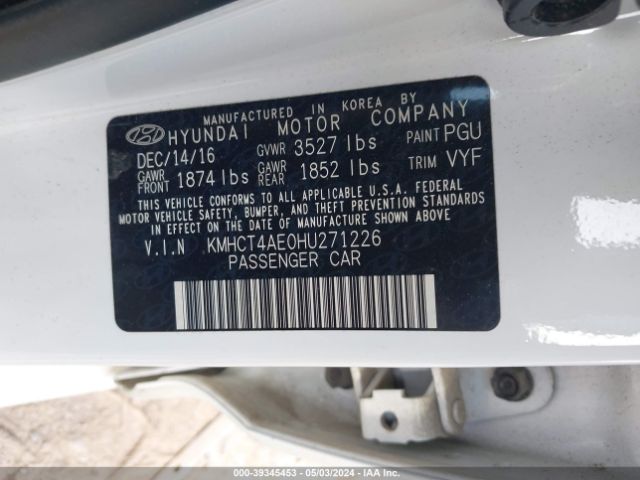 MANUFACTURED IN KOREA BY
HYUNDAI MOTOR COMPANY
DEC/14/16 GVWR 3527 lbs PAINT PGU
GAWR FRONT 1874 lbs GAWR REAR 1852 lbs TRIM VYF
THIS VEHICLE CONFORMS TO ALL APPLICABLE U.S.A. FEDERAL
MOTOR VEHICLE SAFETY, BUMPER, AND THEFT PREVENTION STANDARDS
IN EFFECT ON THE DATE OF MANUFACTURE SHOWN ABOVE.
V.I.N KMHCT4AE0HU271226
PASSENGER CAR
000-39345453 - 05/03/2024 - IAA Inc.